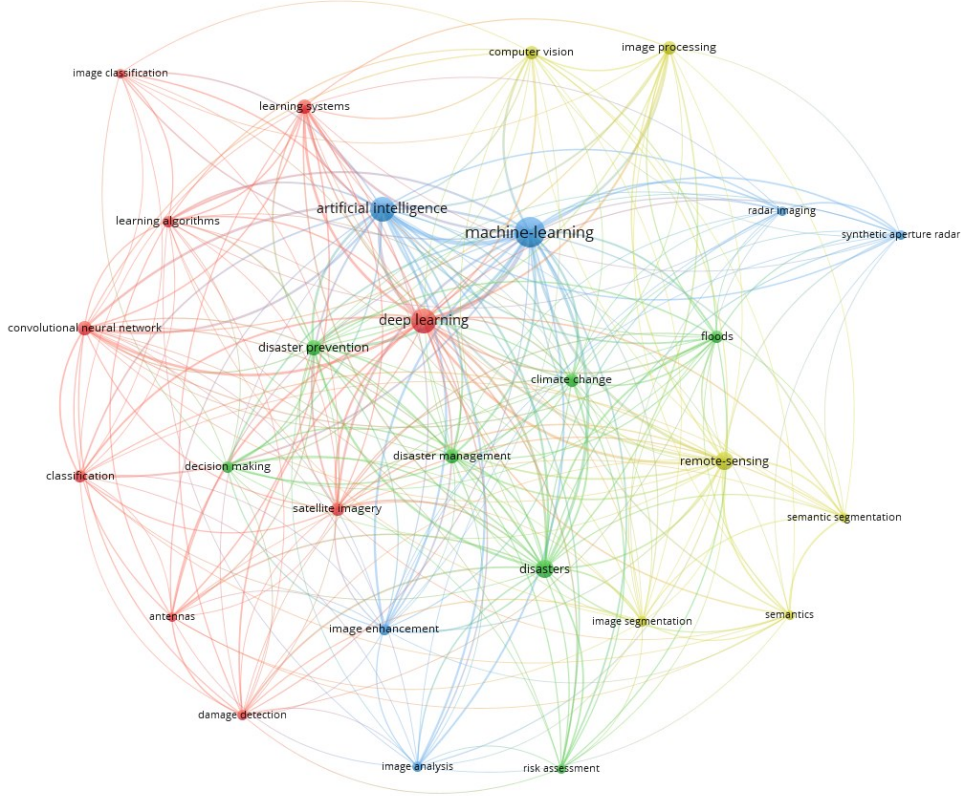 image processing
computer vision
image classification
learning systems
artificial intelligence
radar imaging
learning algorithms
machine-learning
synthetic aperture radar
deep learning
convolutional neural network
floods
disaster prevention
climate change
disaster management
remote-sensing
decision making
classification
satellite imagery
semantic segmentation
disasters
semantics
antennas
image segmentation
image enhancement
damage detection
image analysis
risk assessment